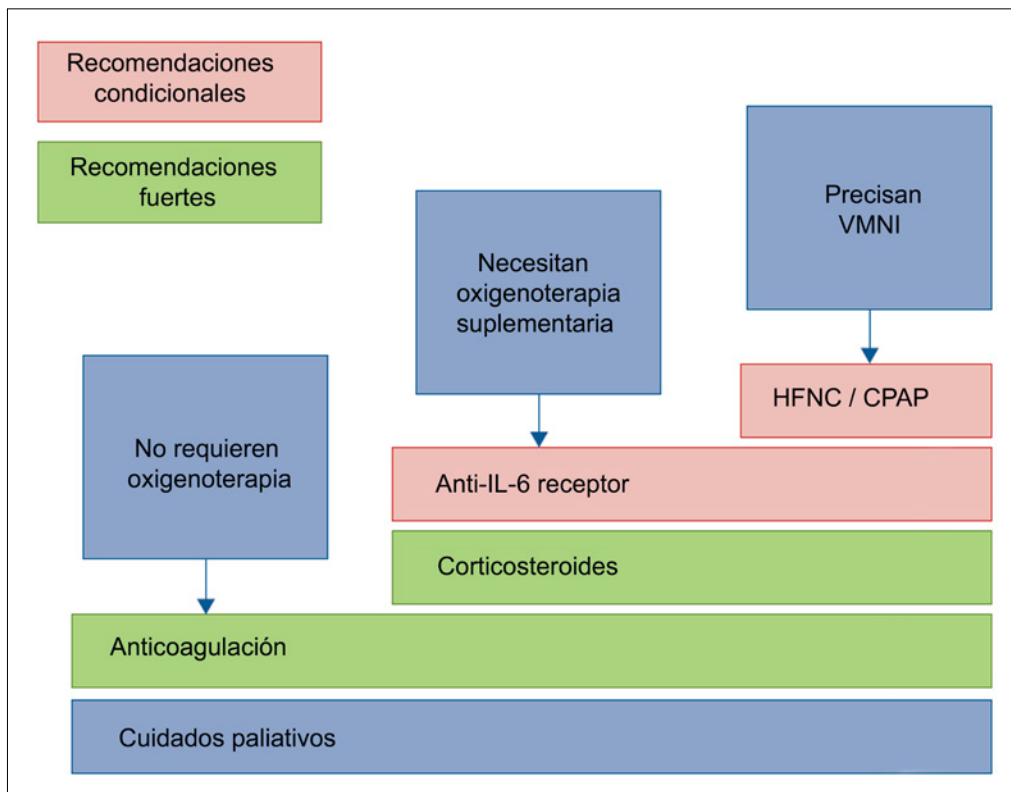 Recomendaciones
condicionales
Recomendaciones
fuertes
Precisan
VMNI
Necesitan
oxigenoterapia
suplementaria
No requieren
oxigenoterapia
HFNC / CPAP
Anti-IL-6 receptor
Corticosteroides
Anticoagulación
Cuidados paliativos